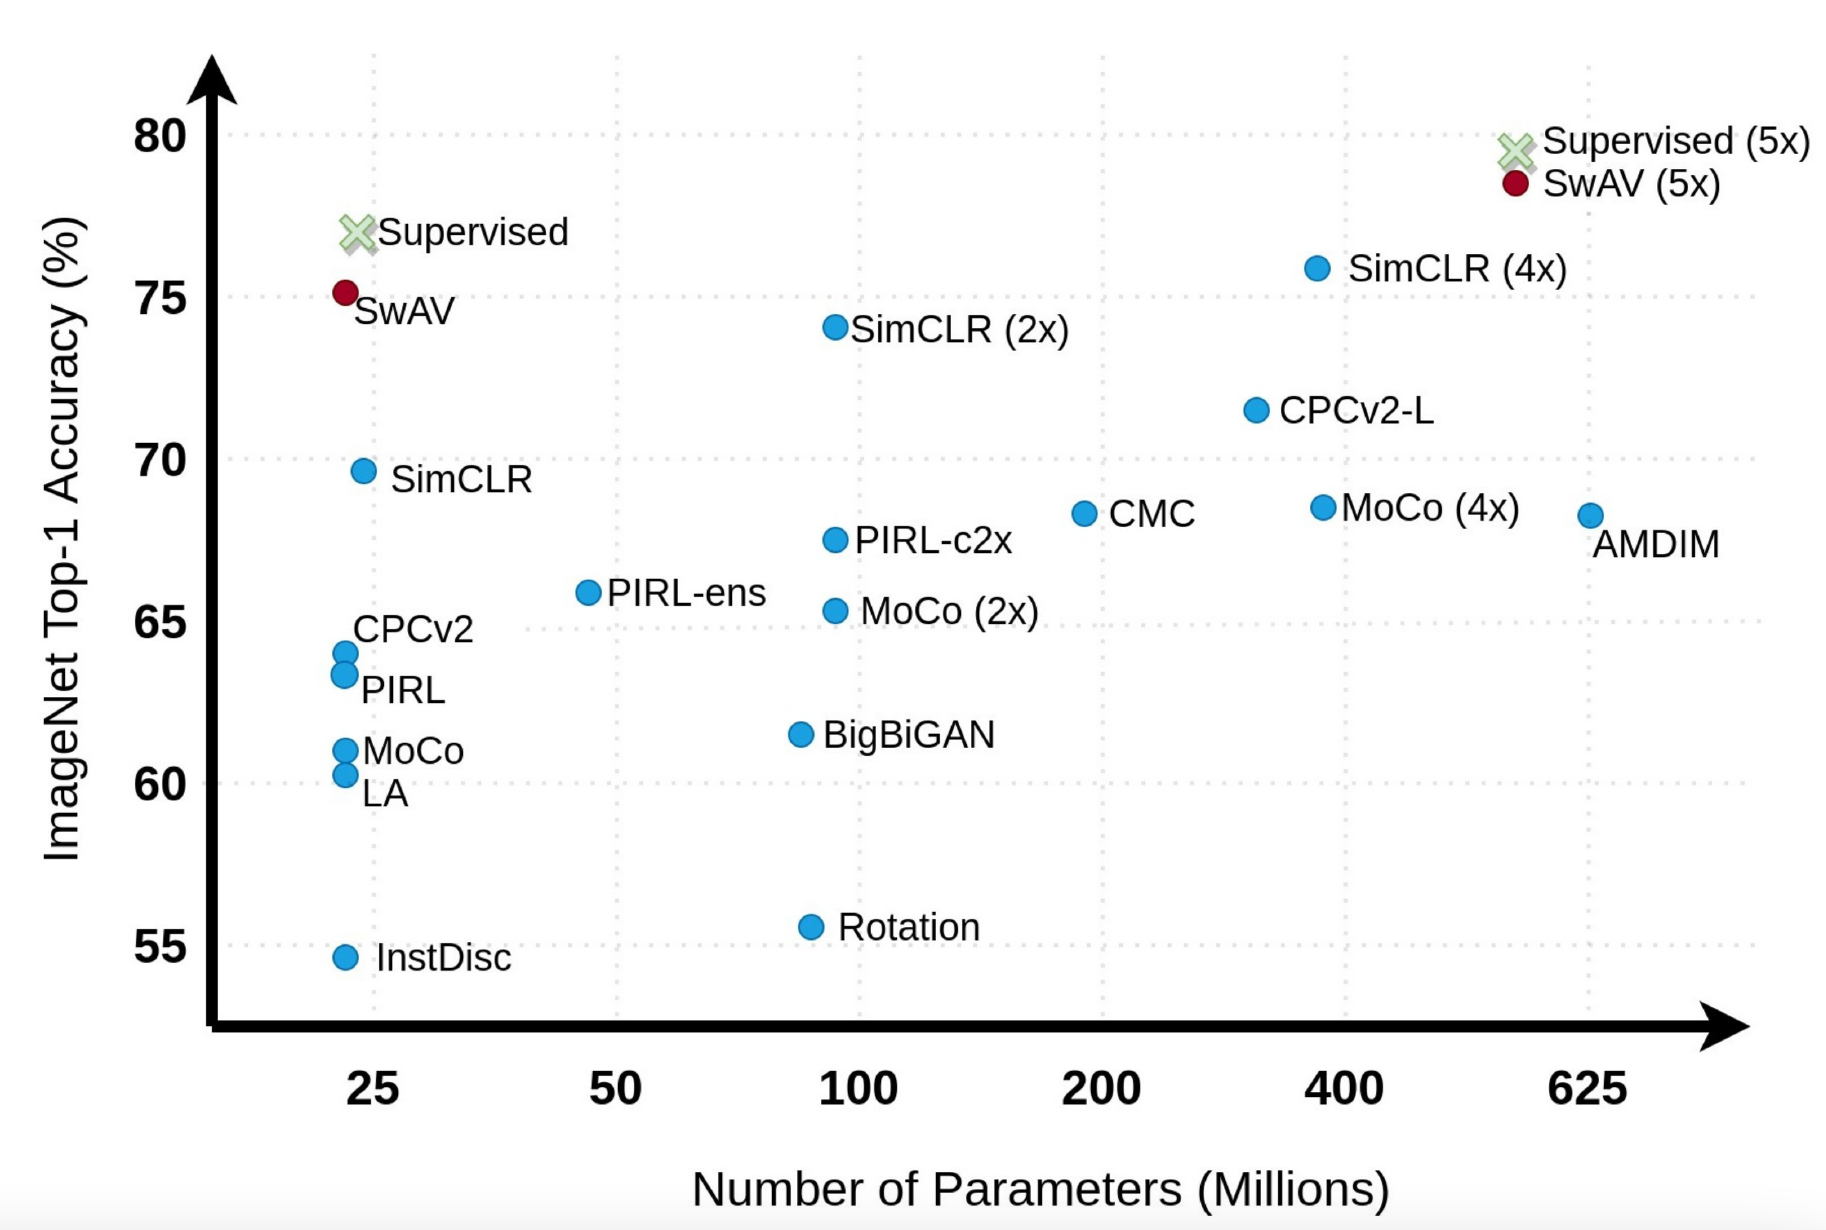 ImageNet Top-1 Accuracy (%)
80
75
70
65
60
55
Supervised (5x)
SwAV (5x)
Supervised
SimCLR (4x)
SwAV
SimCLR (2x)
CPCv2-L
SimCLR
MoCo (4x)
CMC
PIRL-c2x
AMDIM
PIRL-ens
MoCo (2x)
CPCv2
PIRL
BigBiGAN
MoCo
LA
Rotation
InstDisc
25 50 100 200 400 625
Number of Parameters (Millions)